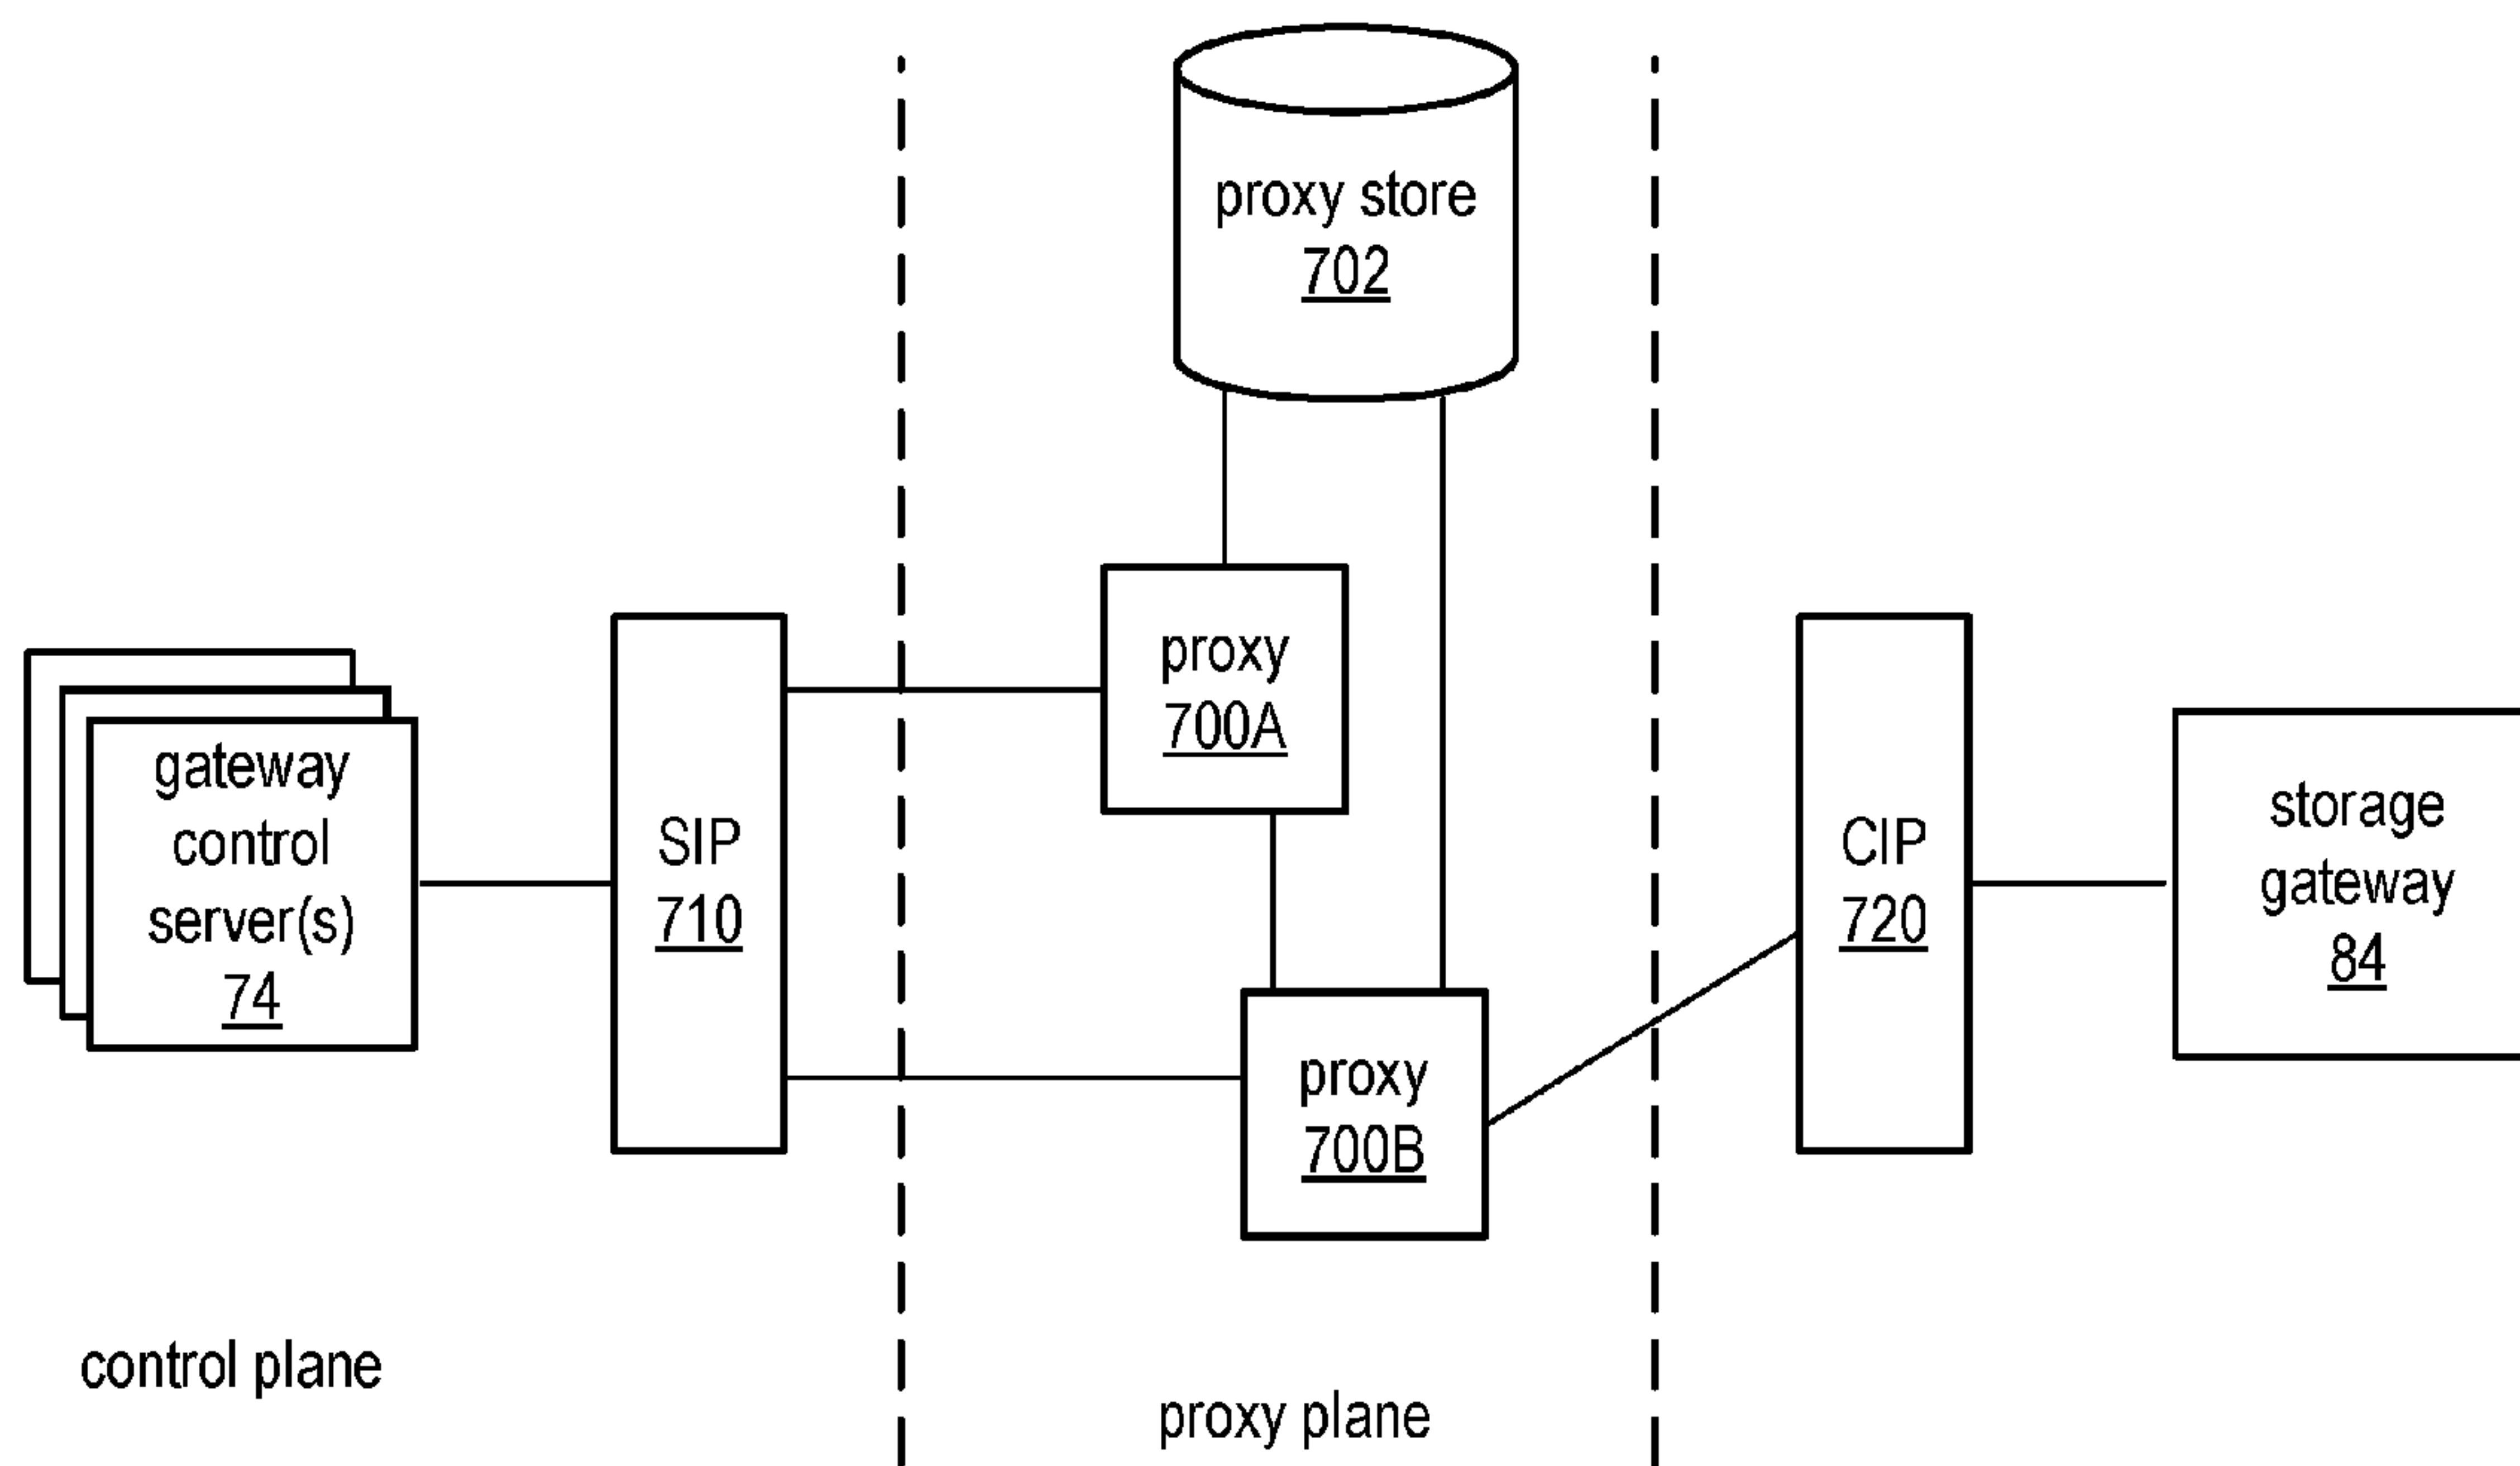 proxy store
702
proxy
700A
gateway
control
server(s)
74
SIP
710
CIP
720
storage
gateway
84
proxy
700B
control plane
proxy plane